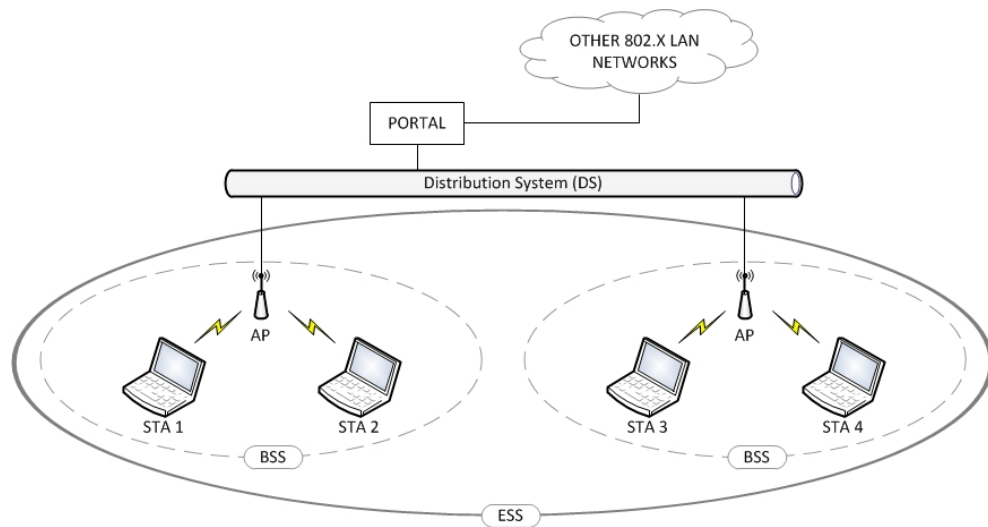 OTHER 802.X LAN
NETWORKS
PORTAL
Distribution System (DS)
AP
STA 1
STA 2
BSS
AP
STA 3
STA 4
BSS
ESS